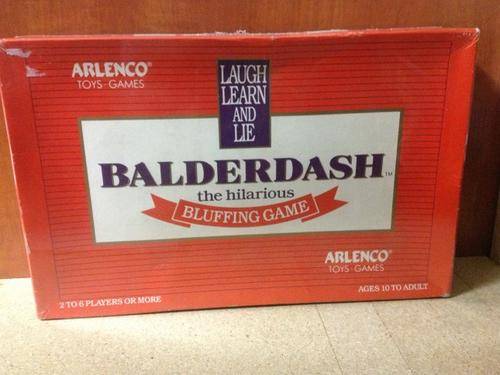 ARLENCO®
TOYS · GAMES
LAUGH
LEARN
AND
LIE
BALDERDASH™
the hilarious
BLUFFING GAME
ARLENCO®
TOYS · GAMES
2 TO 6 PLAYERS OR MORE
AGES 10 TO ADULT